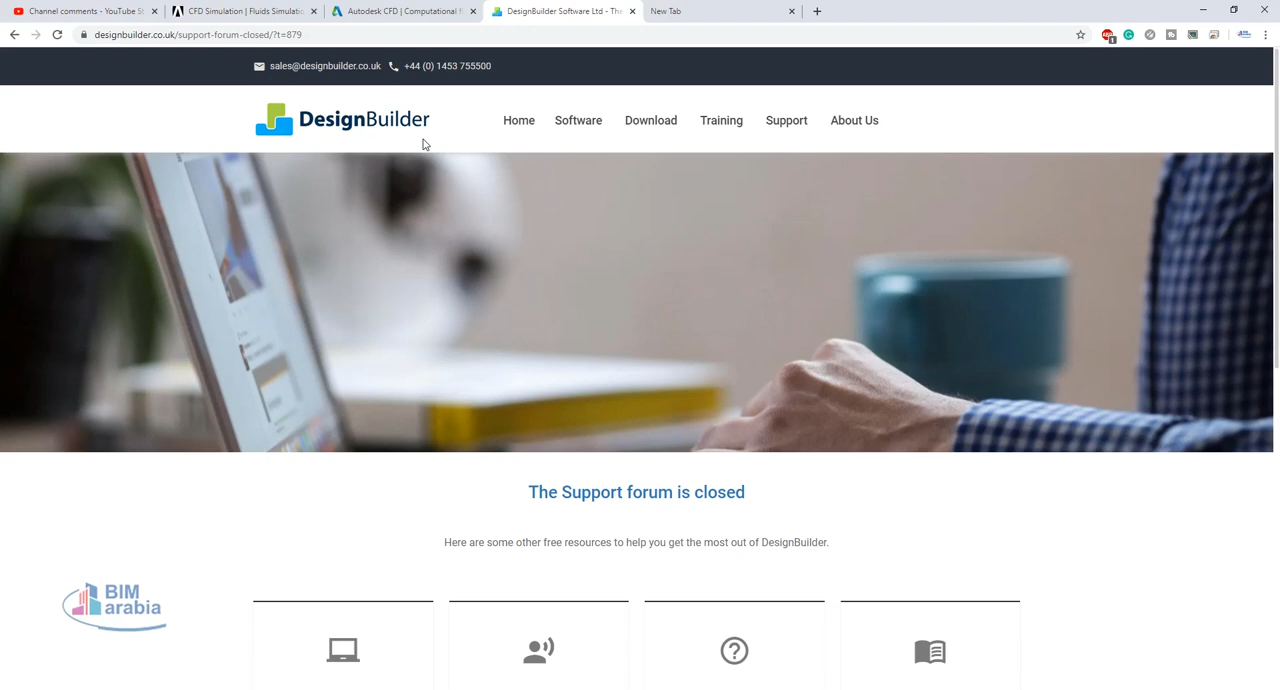 Channel comments - YouTube St
CFD Simulation | Fluids Simulatio
Autodesk CFD | Computational f
DesignBuilder Software Ltd - The
New Tab
designbuilder.co.uk/support-forum-closed/?t=879
1
sales@designbuilder.co.uk
+44 (0) 1453 755500
DesignBuilder
Home
Software
Download
Training
Support
About Us
The Support forum is closed
Here are some other free resources to help you get the most out of DesignBuilder.
BIM
arabia